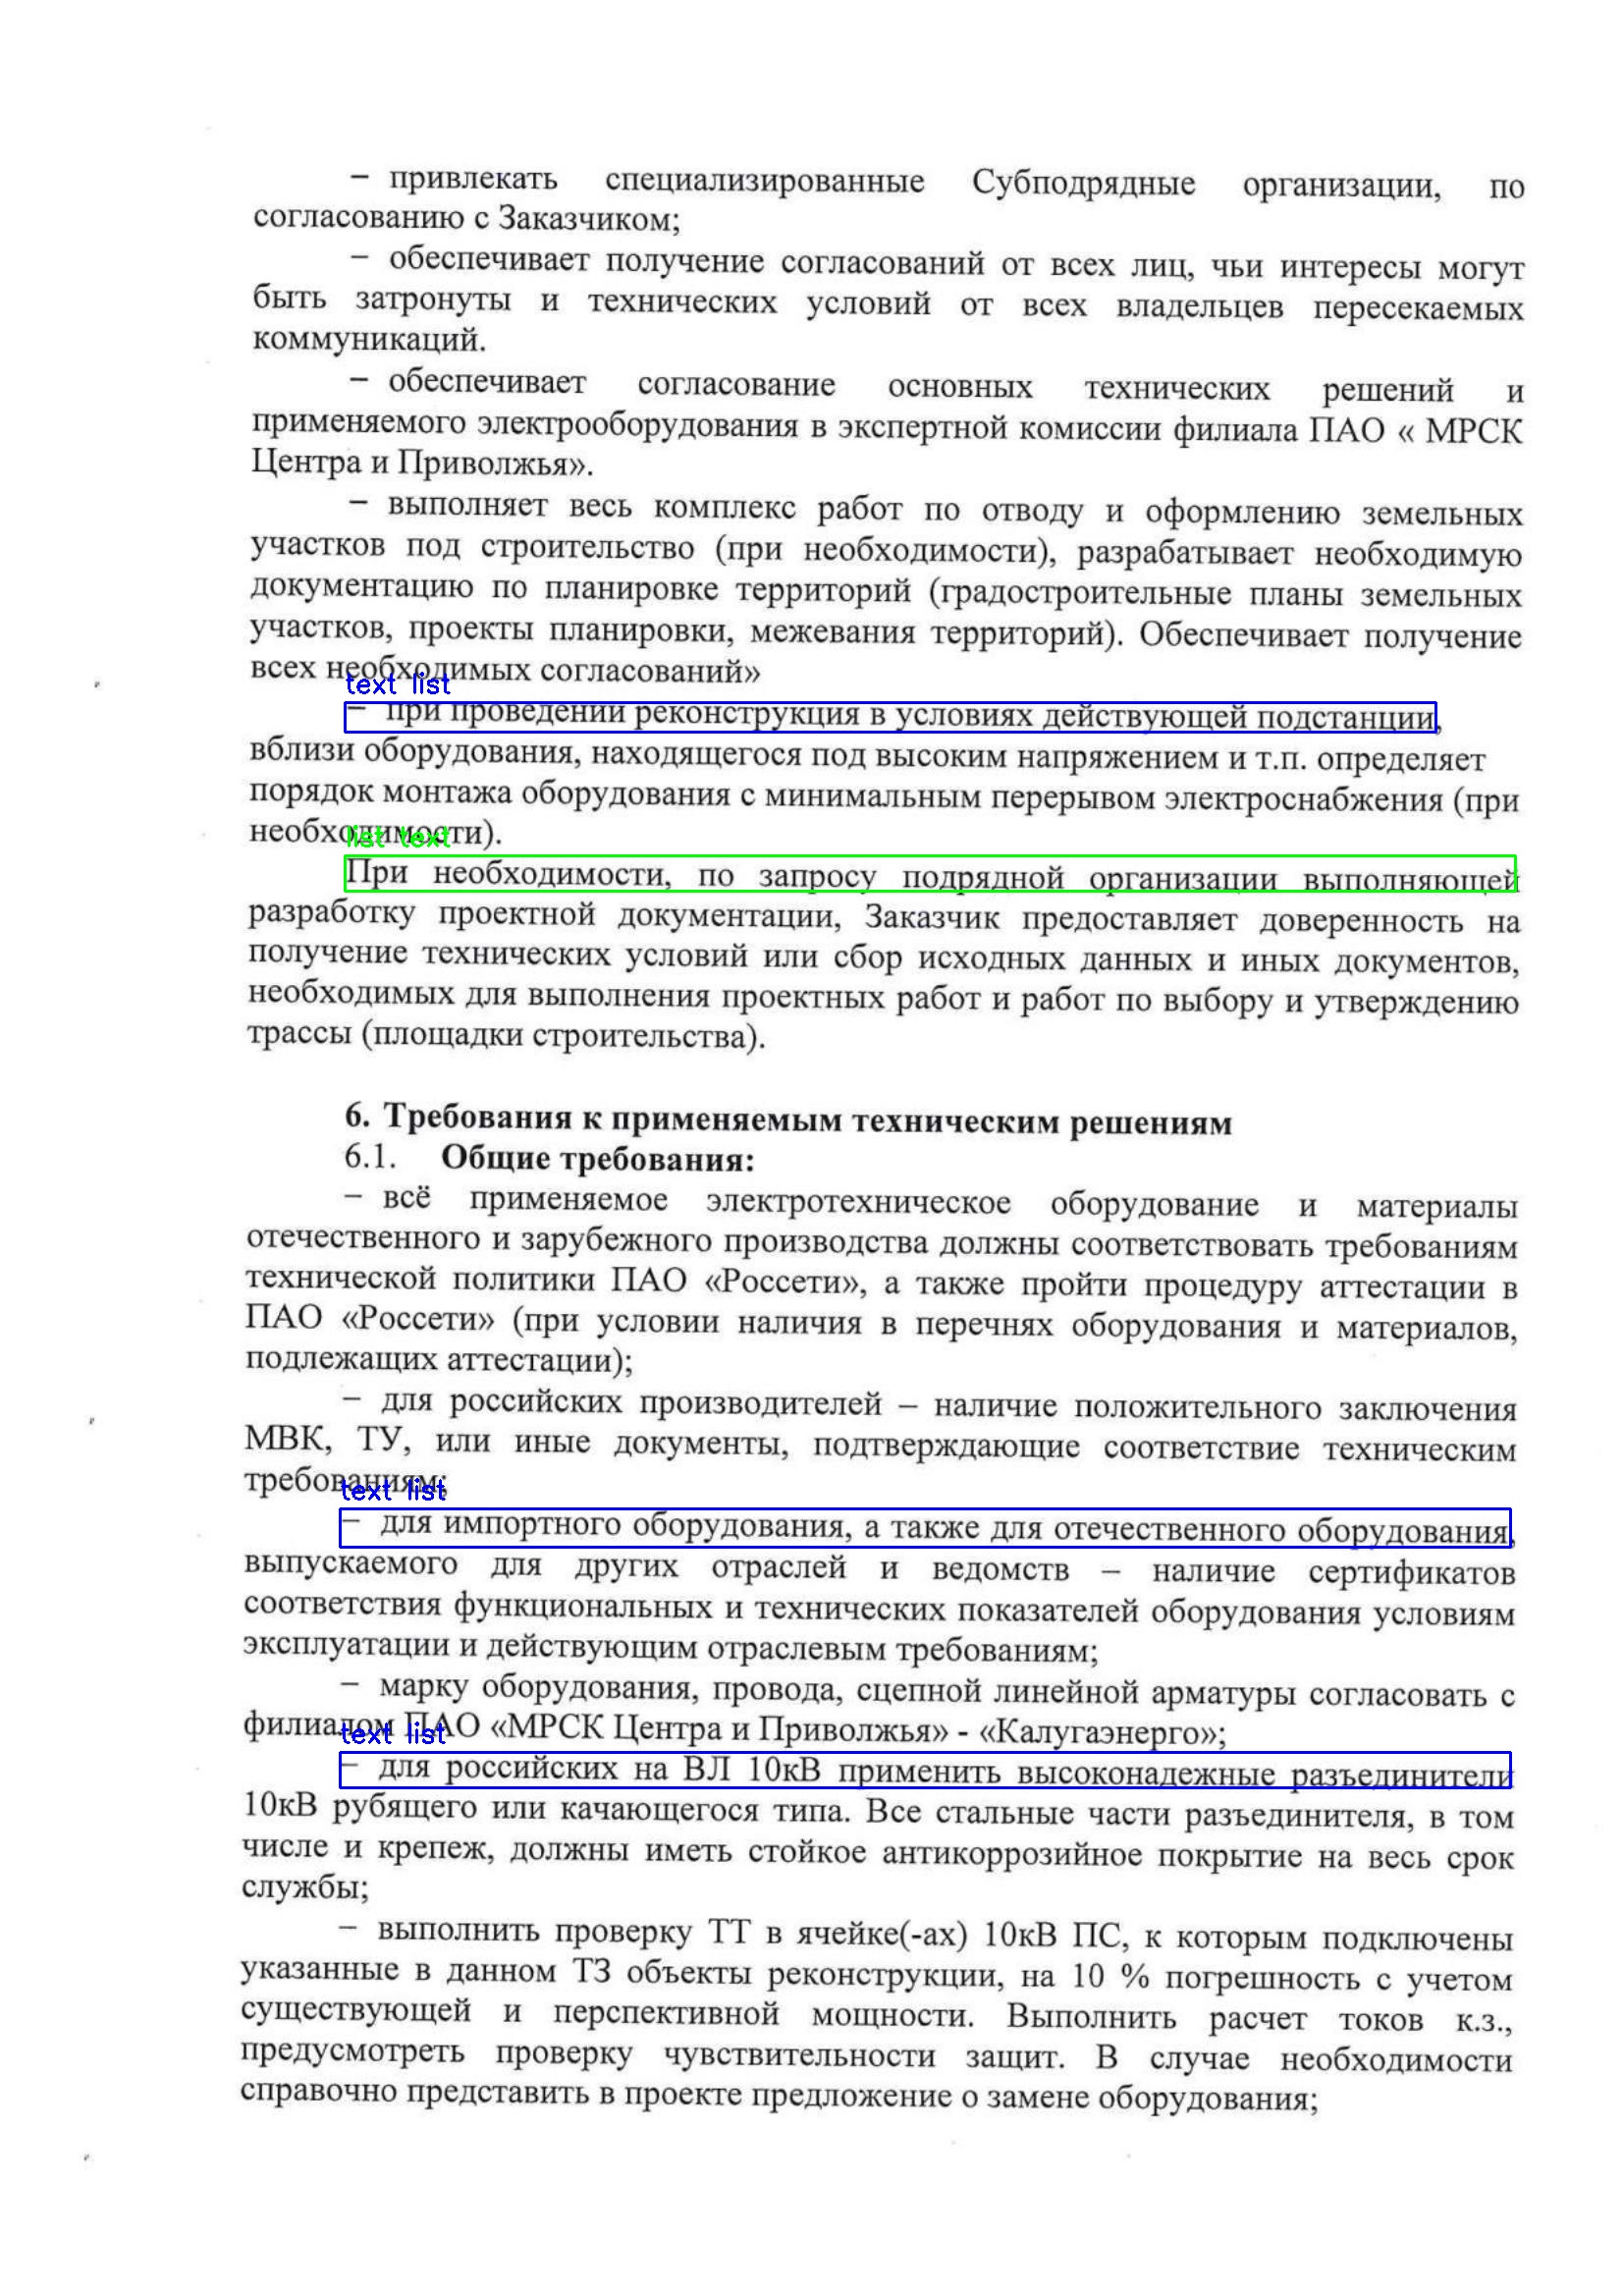 – привлекать специализированные Субподрядные организации, по
согласованию с Заказчиком;
– обеспечивает получение согласований от всех лиц, чьи интересы могут
быть затронуты и технических условий от всех владельцев пересекаемых
коммуникаций.
– обеспечивает согласование основных технических решений и
применяемого электрооборудования в экспертной комиссии филиала ПАО « МРСК
Центра и Приволжья».
– выполняет весь комплекс работ по отводу и оформлению земельных
участков под строительство (при необходимости), разрабатывает необходимую
документацию по планировке территорий (градостроительные планы земельных
участков, проекты планировки, межевания территорий). Обеспечивает получение
всех необходимых согласований»
text list
– при проведении реконструкция в условиях действующей подстанции,
вблизи оборудования, находящегося под высоким напряжением и т.п. определяет
порядок монтажа оборудования с минимальным перерывом электроснабжения (при
необходимости).
list text
При необходимости, по запросу подрядной организации выполняющей
разработку проектной документации, Заказчик предоставляет доверенность на
получение технических условий или сбор исходных данных и иных документов,
необходимых для выполнения проектных работ и работ по выбору и утверждению
трассы (площадки строительства).
6. Требования к применяемым техническим решениям
6.1. Общие требования:
– всё применяемое электротехническое оборудование и материалы
отечественного и зарубежного производства должны соответствовать требованиям
технической политики ПАО «Россети», а также пройти процедуру аттестации в
ПАО «Россети» (при условии наличия в перечнях оборудования и материалов,
подлежащих аттестации);
– для российских производителей – наличие положительного заключения
МВК, ТУ, или иные документы, подтверждающие соответствие техническим
требованиям;
text list
– для импортного оборудования, а также для отечественного оборудования,
выпускаемого для других отраслей и ведомств – наличие сертификатов
соответствия функциональных и технических показателей оборудования условиям
эксплуатации и действующим отраслевым требованиям;
– марку оборудования, провода, сцепной линейной арматуры согласовать с
филиалом ПАО «МРСК Центра и Приволжья» - «Калугаэнерго»;
text list
– для российских на ВЛ 10кВ применить высоконадежные разъединители
10кВ рубящего или качающегося типа. Все стальные части разъединителя, в том
числе и крепеж, должны иметь стойкое антикоррозийное покрытие на весь срок
службы;
– выполнить проверку ТТ в ячейке(-ах) 10кВ ПС, к которым подключены
указанные в данном ТЗ объекты реконструкции, на 10 % погрешность с учетом
существующей и перспективной мощности. Выполнить расчет токов к.з.,
предусмотреть проверку чувствительности защит. В случае необходимости
справочно представить в проекте предложение о замене оборудования;